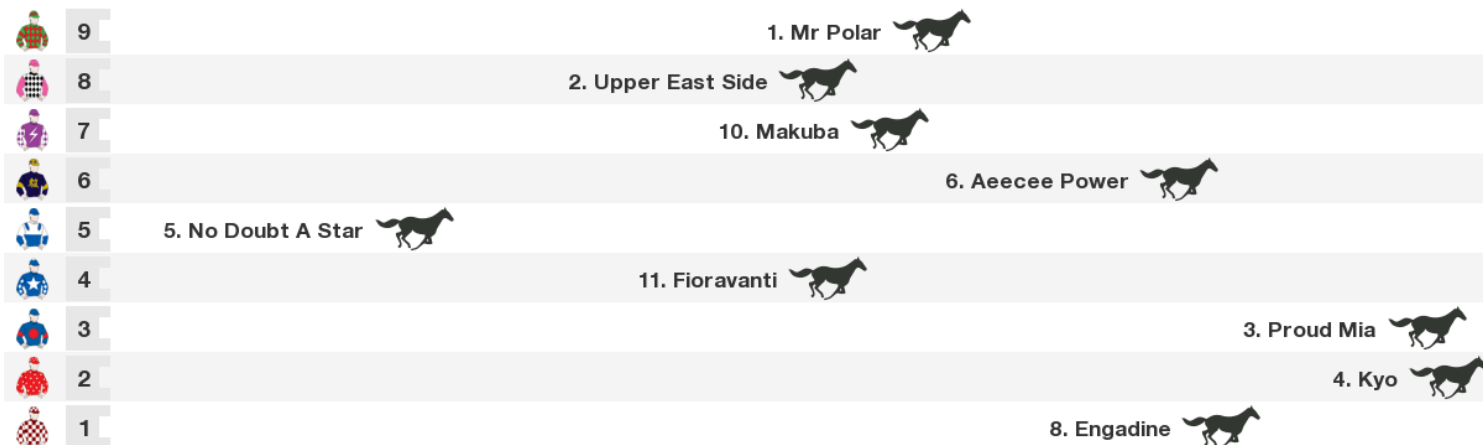 9 1. Mr Polar
8 2. Upper East Side
7 10. Makuba
6 6. Aeecee Power
5 5. No Doubt A Star
4 11. Fioravanti
3 3. Proud Mia
2 4. Kyo
1 8. Engadine